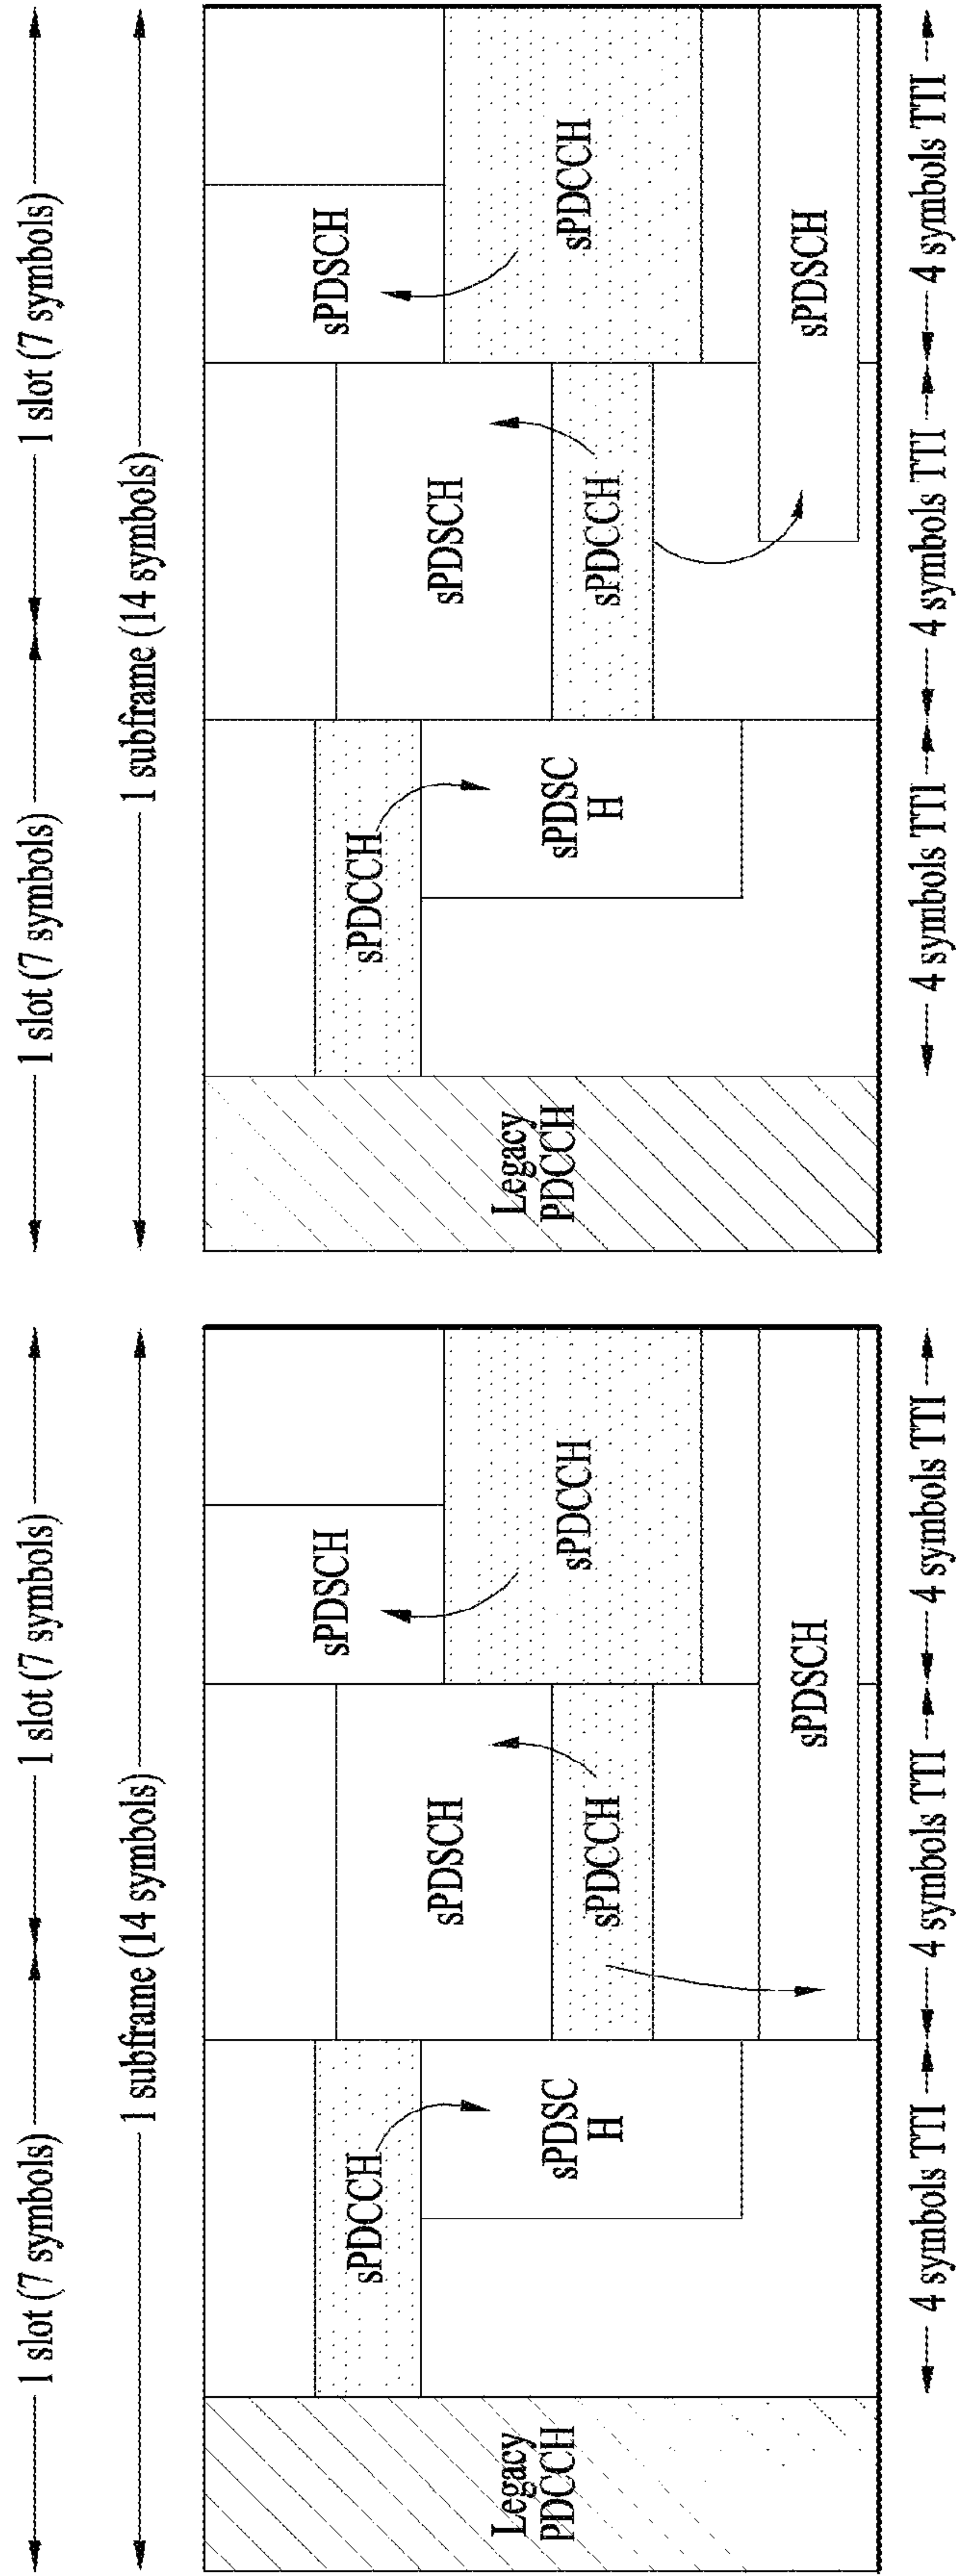 1 slot (7 symbols)
1 slot (7 symbols)
1 slot (7 symbols)
1 slot (7 symbols)
1 subframe (14 symbols)
1 subframe (14 symbols)
Legacy
PDCCH
sPDCCH
sPDSC
H
sPDSCH
sPDCCH
sPDSCH
sPDCCH
sPDSCH
Legacy
PDCCH
sPDCCH
sPDSC
H
sPDSCH
sPDCCH
sPDSCH
sPDCCH
sPDSCH
4 symbols TTI
4 symbols TTI
4 symbols TTI
4 symbols TTI
4 symbols TTI
4 symbols TTI